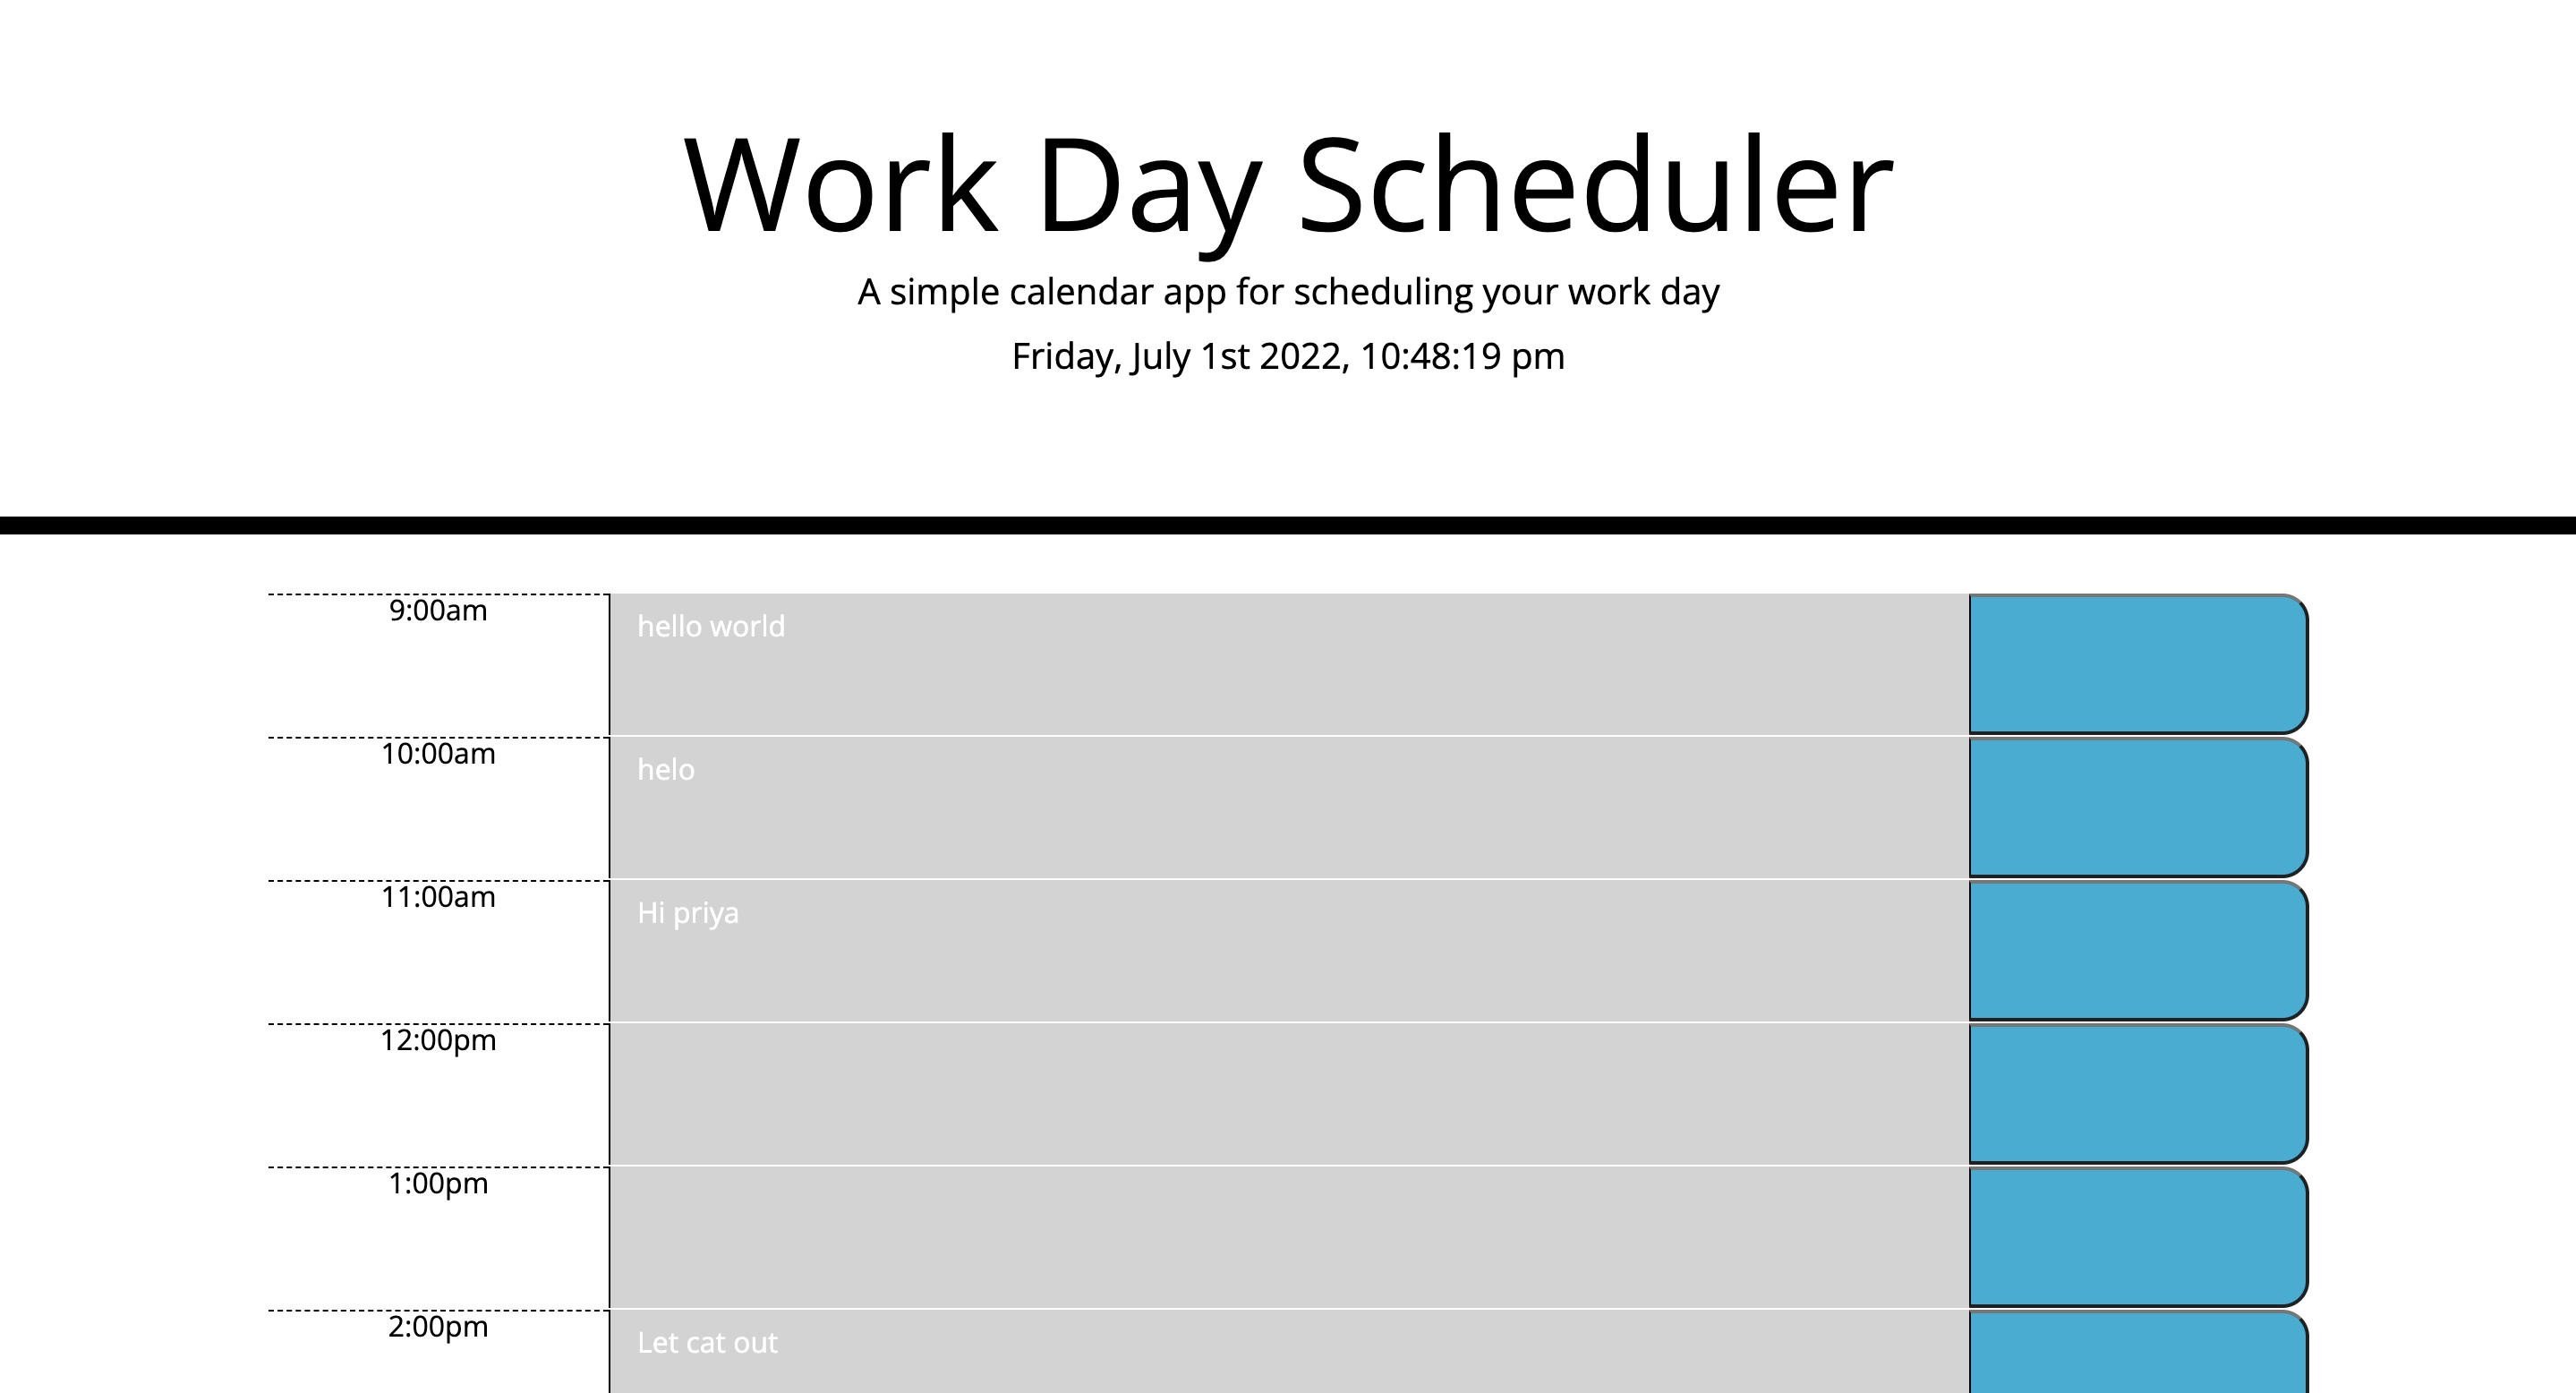 Work Day Scheduler
A simple calendar app for scheduling your work day
Friday, July 1st 2022, 10:48:19 pm
9:00am
hello world
10:00am
helo
11:00am
Hi priya
12:00pm
1:00pm
2:00pm
Let cat out